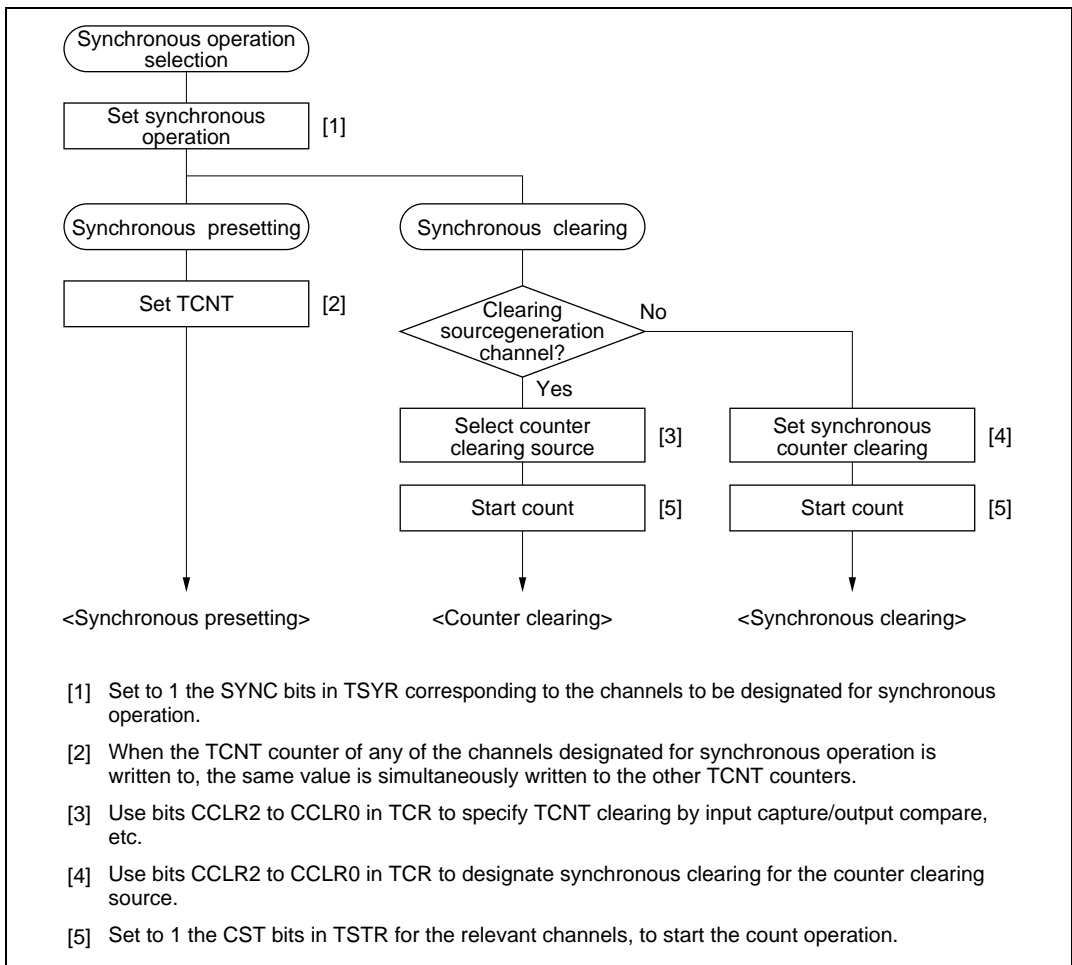 Synchronous operation
selection
Set synchronous
operation
[1]
Synchronous presetting
Synchronous clearing
Set TCNT
[2]
Clearing
sourcegeneration
channel?
No
Yes
Select counter
clearing source
[3]
Set synchronous
counter clearing
[4]
Start count
[5]
Start count
[5]
<Synchronous presetting>
<Counter clearing>
<Synchronous clearing>
[1] Set to 1 the SYNC bits in TSYR corresponding to the channels to be designated for synchronous
operation.
[2] When the TCNT counter of any of the channels designated for synchronous operation is
written to, the same value is simultaneously written to the other TCNT counters.
[3] Use bits CCLR2 to CCLR0 in TCR to specify TCNT clearing by input capture/output compare,
etc.
[4] Use bits CCLR2 to CCLR0 in TCR to designate synchronous clearing for the counter clearing
source.
[5] Set to 1 the CST bits in TSTR for the relevant channels, to start the count operation.